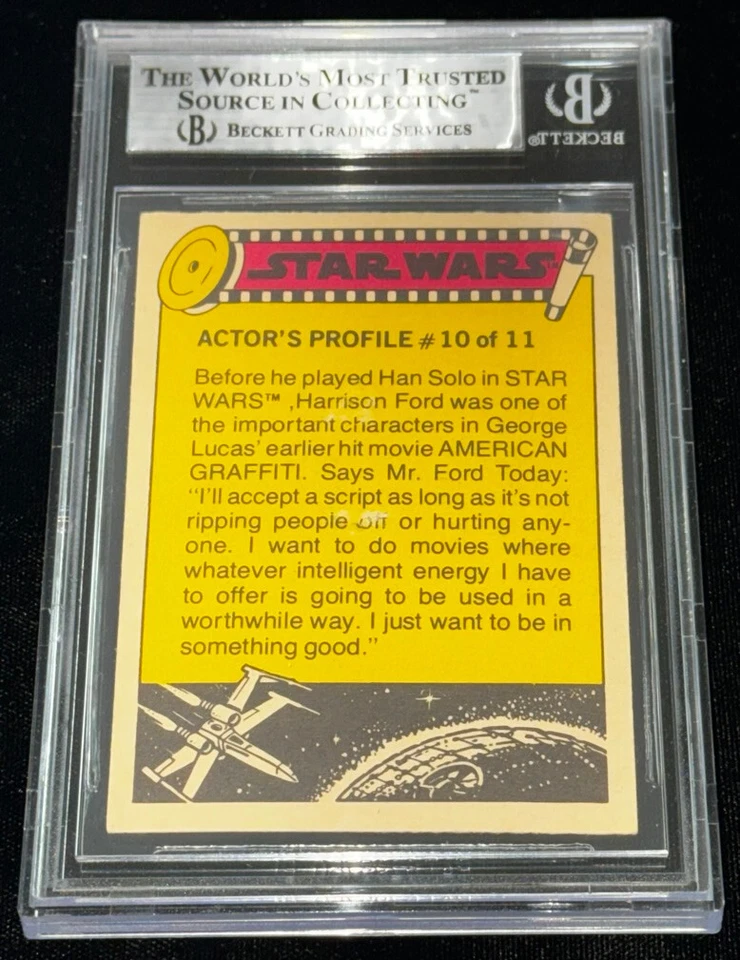 THE WORLD'S MOST TRUSTED
SOURCE IN COLLECTING™
B BECKETT GRADING SERVICES
B
BECKETT®
STAR WARS™
ACTOR'S PROFILE # 10 of 11
Before he played Han Solo in STAR
WARS™ ,Harrison Ford was one of
the important characters in George
Lucas' earlier hit movie AMERICAN
GRAFFITI. Says Mr. Ford Today:
"I'll accept a script as long as it's not
ripping people off or hurting any-
one. I want to do movies where
whatever intelligent energy I have
to offer is going to be used in a
worthwhile way. I just want to be in
something good."